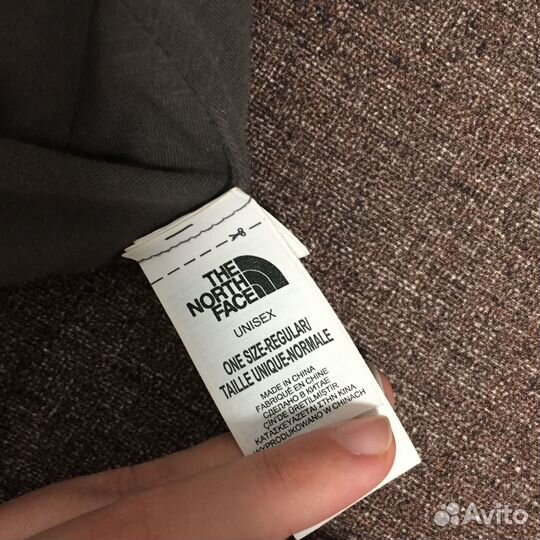 THE
NORTH
FACE
UNISEX
ONE SIZE-REGULAR/
TAILLE UNIQUE-NORMALE
MADE IN CHINA
FABRIQUÉ EN CHINE
СДЕЛАНО В КИТАЕ
ÇİN'DE ÜRETİLMİŞTİR
ΚΑΤΑΣΚΕΥΑΖΕΤΑΙ ΣΤΗΝ ΚΙΝΑ
WYPRODUKOWANO W CHINACH
Avito